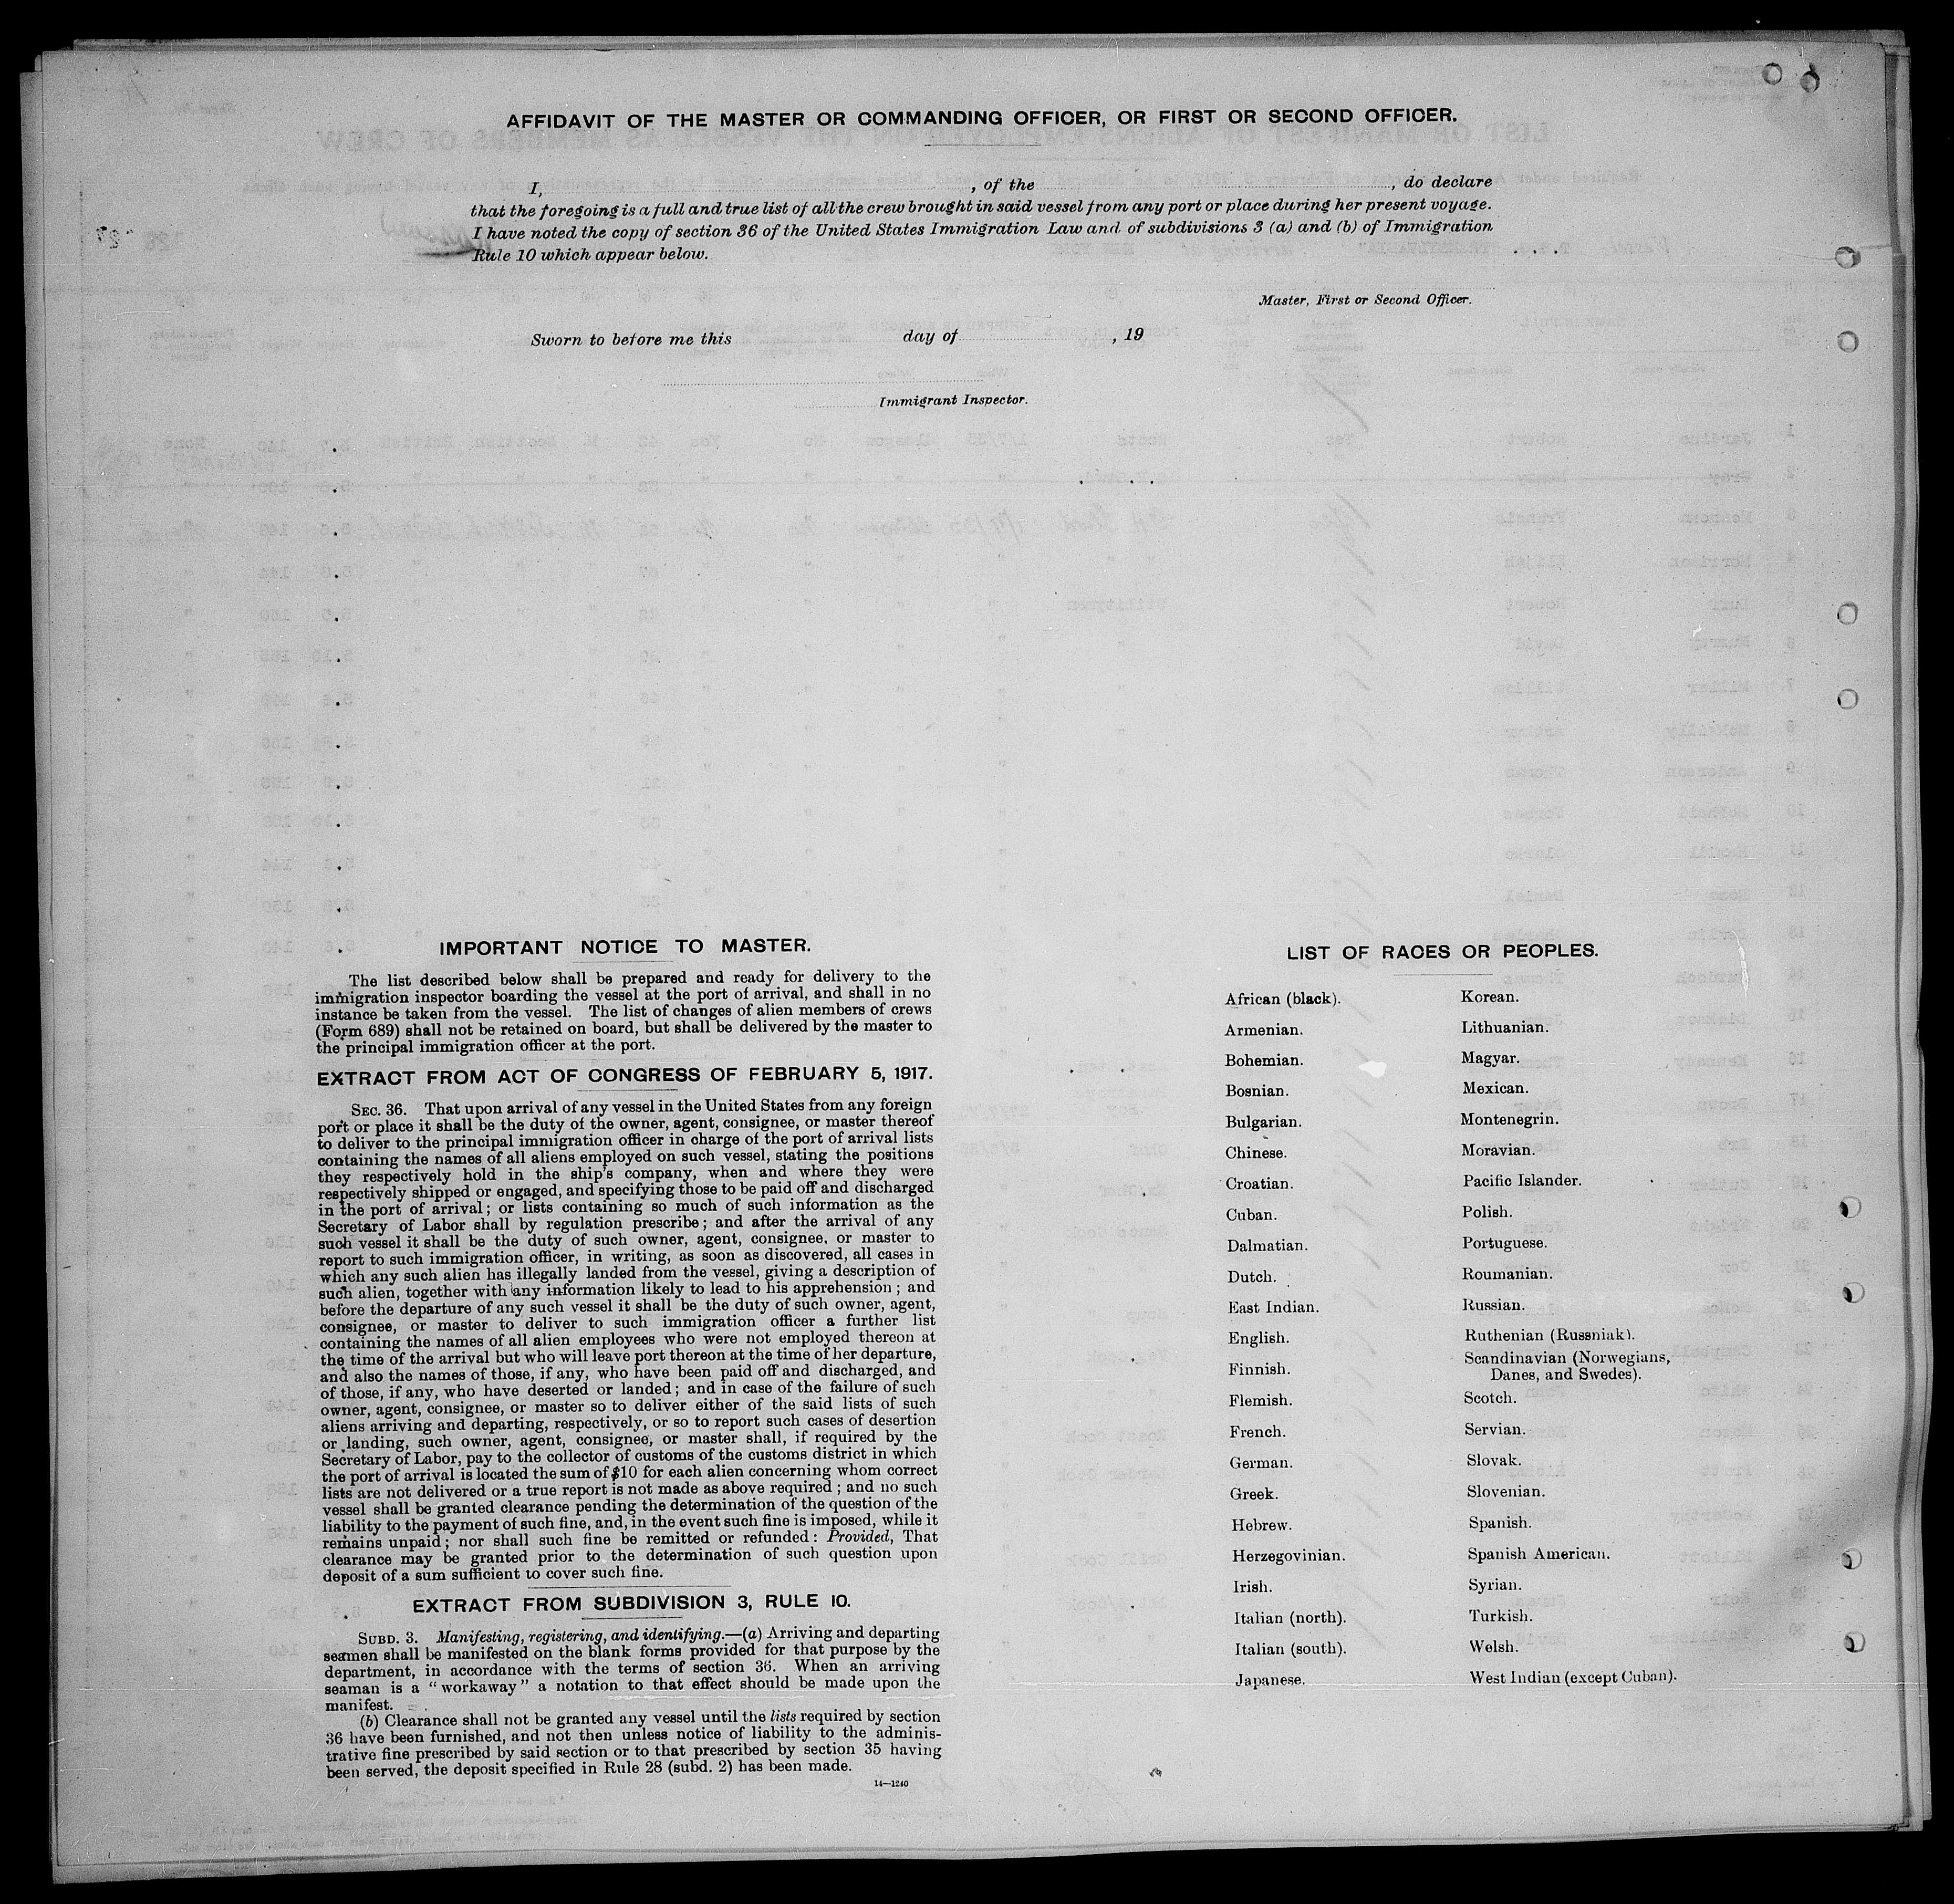 AFFIDAVIT OF THE MASTER OR COMMANDING OFFICER, OR FIRST OR SECOND OFFICER.
I, , of the , do declare
that the foregoing is a full and true list of all the crew brought in said vessel from any port or place during her present voyage.
I have noted the copy of section 36 of the United States Immigration Law and of subdivisions 3 (a) and (b) of Immigration
Rule 10 which appear below.
Master, First or Second Officer.
Sworn to before me this day of , 19
Immigrant Inspector.
IMPORTANT NOTICE TO MASTER.
The list described below shall be prepared and ready for delivery to the
immigration inspector boarding the vessel at the port of arrival, and shall in no
instance be taken from the vessel. The list of changes of alien members of crews
(Form 689) shall not be retained on board, but shall be delivered by the master to
the principal immigration officer at the port.
EXTRACT FROM ACT OF CONGRESS OF FEBRUARY 5, 1917.
SEC. 36. That upon arrival of any vessel in the United States from any foreign
port or place it shall be the duty of the owner, agent, consignee, or master thereof
to deliver to the principal immigration officer in charge of the port of arrival lists
containing the names of all aliens employed on such vessel, stating the positions
they respectively hold in the ship's company, when and where they were
respectively shipped or engaged, and specifying those to be paid off and discharged
in the port of arrival; or lists containing so much of such information as the
Secretary of Labor shall by regulation prescribe; and after the arrival of any
such vessel it shall be the duty of such owner, agent, consignee, or master to
report to such immigration officer, in writing, as soon as discovered, all cases in
which any such alien has illegally landed from the vessel, giving a description of
such alien, together with any information likely to lead to his apprehension; and
before the departure of any such vessel it shall be the duty of such owner, agent,
consignee, or master to deliver to such immigration officer a further list
containing the names of all alien employees who were not employed thereon at
the time of the arrival but who will leave port thereon at the time of her departure,
and also the names of those, if any, who have been paid off and discharged, and
of those, if any, who have deserted or landed; and in case of the failure of such
owner, agent, consignee, or master so to deliver either of the said lists of such
aliens arriving and departing, respectively, or so to report such cases of desertion
or landing, such owner, agent, consignee, or master shall, if required by the
Secretary of Labor, pay to the collector of customs of the customs district in which
the port of arrival is located the sum of $10 for each alien concerning whom correct
lists are not delivered or a true report is not made as above required; and no such
vessel shall be granted clearance pending the determination of the question of the
liability to the payment of such fine, and, in the event such fine is imposed, while it
remains unpaid; nor shall such fine be remitted or refunded: Provided, That
clearance may be granted prior to the determination of such question upon
deposit of a sum sufficient to cover such fine.
EXTRACT FROM SUBDIVISION 3, RULE 10.
SUBD. 3. Manifesting, registering, and identifying.—(a) Arriving and departing
seamen shall be manifested on the blank forms provided for that purpose by the
department, in accordance with the terms of section 36. When an arriving
seaman is a "workaway" a notation to that effect should be made upon the
manifest.
(b) Clearance shall not be granted any vessel until the lists required by section
36 have been furnished, and not then unless notice of liability to the adminis-
trative fine prescribed by said section or to that prescribed by section 35 having
been served, the deposit specified in Rule 28 (subd. 2) has been made.
14—1240
LIST OF RACES OR PEOPLES.
African (black).
Armenian.
Bohemian.
Bosnian.
Bulgarian.
Chinese.
Croatian.
Cuban.
Dalmatian.
Dutch.
East Indian.
English.
Finnish.
Flemish.
French.
German.
Greek.
Hebrew.
Herzegovinian.
Irish.
Italian (north).
Italian (south).
Japanese.
Korean.
Lithuanian.
Magyar.
Mexican.
Montenegrin.
Moravian.
Pacific Islander.
Polish.
Portuguese.
Roumanian.
Russian.
Ruthenian (Russniak).
Scandinavian (Norwegians,
Danes, and Swedes).
Scotch.
Servian.
Slovak.
Slovenian.
Spanish.
Spanish American.
Syrian.
Turkish.
Welsh.
West Indian (except Cuban).